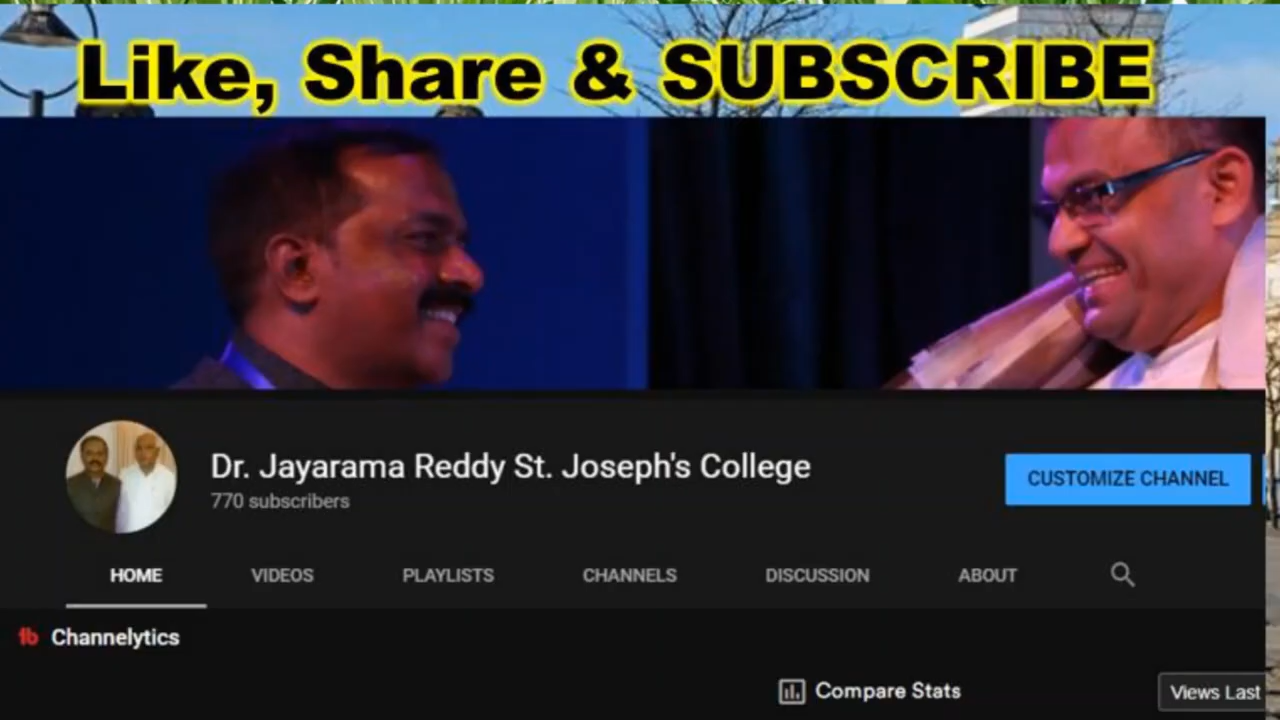 Like, Share & SUBSCRIBE
Dr. Jayarama Reddy St. Joseph's College
770 subscribers
CUSTOMIZE CHANNEL
HOME VIDEOS PLAYLISTS CHANNELS DISCUSSION ABOUT
tb Channelytics
Compare Stats
Views Last